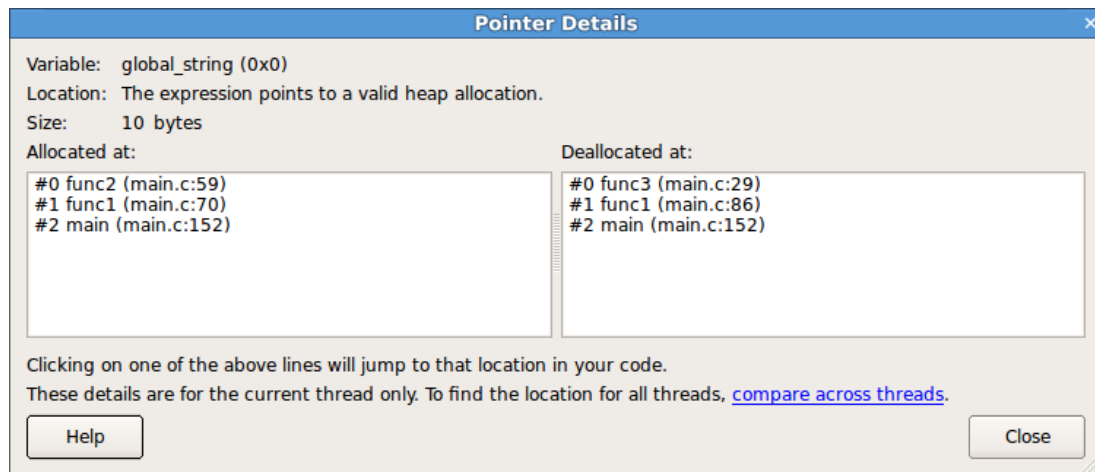 Pointer Details
Variable: global_string (0x0)
Location: The expression points to a valid heap allocation.
Size: 10 bytes
Allocated at:
#0 func2 (main.c:59)
#1 func1 (main.c:70)
#2 main (main.c:152)
Deallocated at:
#0 func3 (main.c:29)
#1 func1 (main.c:86)
#2 main (main.c:152)
Clicking on one of the above lines will jump to that location in your code.
These details are for the current thread only. To find the location for all threads, compare across threads.
Help
Close